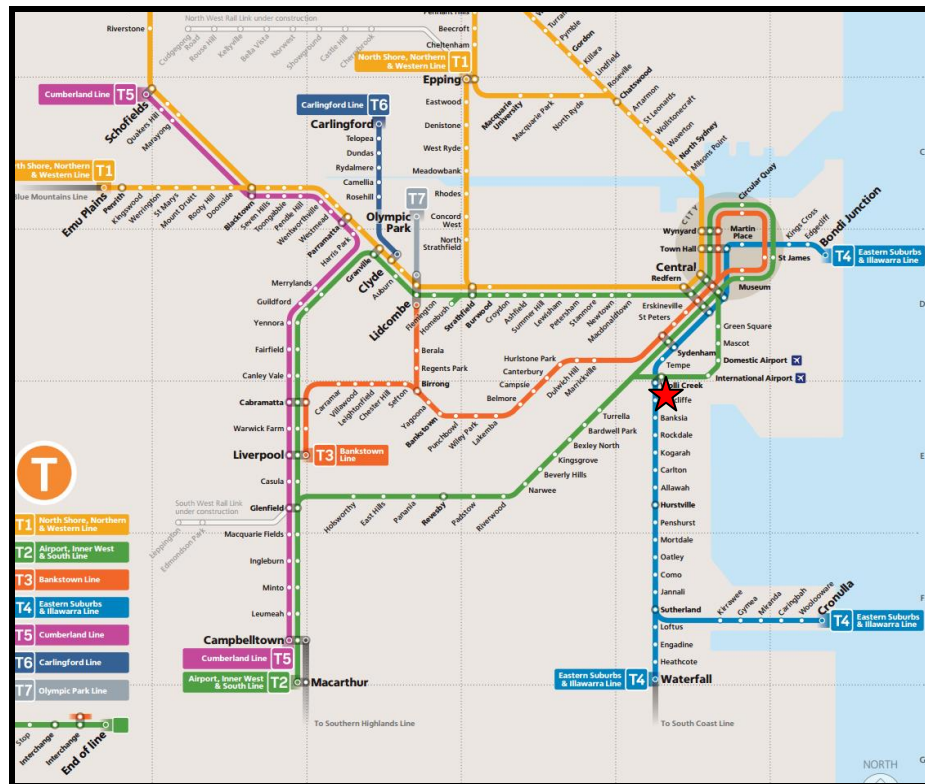 North West Rail Link under construction
Cudgegong
Road
Rouse Hill
Kellyville
Bella Vista
Norwest
Showground
Castle Hill
Cherrybrook
Riverstone
Beecroft
Cheltenham
North Shore, Northern
& Western Line
T1
Epping
Pymble
Gordon
Killara
Lindfield
Roseville
Chatswood
Artarmon
St Leonards
Wollstonecraft
Waverton
North Sydney
Milsons Point
Cumberland Line
T5
Schofields
Quakers Hill
Marayong
Carlingford Line
T6
Carlingford
Telopea
Dundas
Rydalmere
Camellia
Rosehill
Eastwood
Denistone
West Ryde
Meadowbank
Rhodes
Concord
West
North
Strathfield
Macquarie
University
Macquarie Park
North Ryde
T1
& Western Line
Blue Mountains Line
Emu Plains
Penrith
Kingswood
Werrington
St Marys
Mount Druitt
Rooty Hill
Doonside
Blacktown
Seven Hills
Toongabbie
Pendle Hill
Wentworthville
Westmead
Parramatta
Harris Park
Granville
Clyde
Auburn
T7
Olympic
Park
Lidcombe
Flemington
Homebush
Strathfield
Burwood
Croydon
Ashfield
Summer Hill
Lewisham
Petersham
Stanmore
Newtown
Macdonaldtown
Redfern
Central
Town Hall
Wynyard
CITY
Circular Quay
Martin
Place
St James
Museum
Kings Cross
Edgecliff
Bondi Junction
T4
Eastern Suburbs
& Illawarra Line
C
D
Merrylands
Guildford
Yennora
Fairfield
Canley Vale
Cabramatta
Warwick Farm
Liverpool
T3
Bankstown
Line
Casula
Glenfield
Macquarie Fields
Ingleburn
Minto
Leumeah
Campbelltown
Cumberland Line
T5
Airport, Inner West
& South Line
T2
Macarthur
To Southern Highlands Line
Berala
Regents Park
Birrong
Carramar
Villawood
Leightonfield
Chester Hill
Sefton
Yagoona
Bankstown
Punchbowl
Wiley Park
Lakemba
Belmore
Campsie
Canterbury
Hurlstone Park
Dulwich Hill
Marrickville
Erskineville
St Peters
Sydenham
Tempe
Green Square
Mascot
Domestic Airport
International Airport
Turrella
Bardwell Park
Bexley North
Kingsgrove
Beverly Hills
Narwee
Riverwood
Padstow
Revesby
Panania
East Hills
Holsworthy
South West Rail Link
under construction
Leppington
Edmondson Park
Banksia
Rockdale
Kogarah
Carlton
Allawah
Hurstville
Penshurst
Mortdale
Oatley
Como
Jannali
Sutherland
Loftus
Engadine
Heathcote
Waterfall
Eastern Suburbs
& Illawarra Line
T4
To South Coast Line
Kirrawee
Gymea
Miranda
Caringbah
Woolooware
Cronulla
T4
Eastern Suburbs
& Illawarra Line
E
F
G
T
T1
North Shore, Northern
& Western Line
T2
Airport, Inner West
& South Line
T3
Bankstown Line
T4
Eastern Suburbs
& Illawarra Line
T5
Cumberland Line
T6
Carlingford Line
T7
Olympic Park Line
Stop
Interchange
Interchange
End of line
NORTH